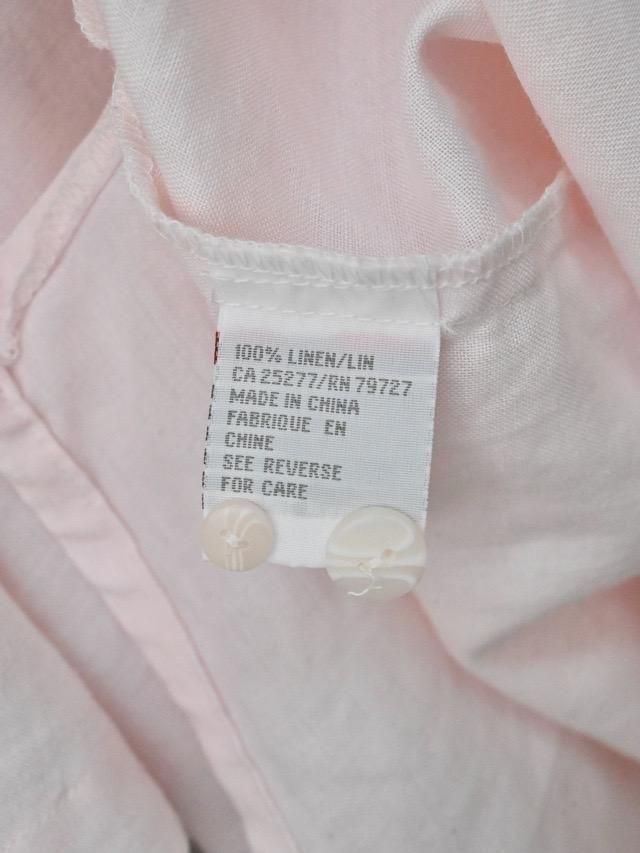 100% LINEN/LIN
CA 25277/RN 79727
MADE IN CHINA
FABRIQUE EN
CHINE
SEE REVERSE
FOR CARE